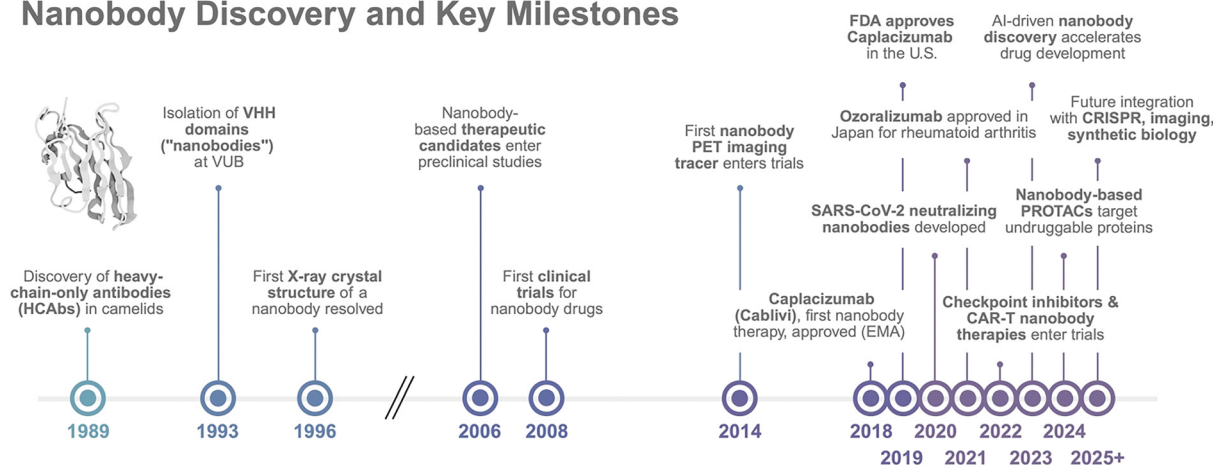 Nanobody Discovery and Key Milestones
Discovery of heavy-
chain-only antibodies
(HCAbs) in camelids
Isolation of VHH
domains
("nanobodies")
at VUB
First X-ray crystal
structure of a
nanobody resolved
Nanobody-
based therapeutic
candidates enter
preclinical studies
First clinical
trials for
nanobody drugs
First nanobody
PET imaging
tracer enters trials
Caplacizumab
(Cablivi), first nanobody
therapy, approved (EMA)
FDA approves
Caplacizumab
in the U.S.
SARS-CoV-2 neutralizing
nanobodies developed
Ozoralizumab approved in
Japan for rheumatoid arthritis
Checkpoint inhibitors &
CAR-T nanobody
therapies enter trials
AI-driven nanobody
discovery accelerates
drug development
Nanobody-based
PROTACs target
undruggable proteins
Future integration
with CRISPR, imaging,
synthetic biology
1989
1993
1996
2006
2008
2014
2018
2019
2020
2021
2022
2023
2024
2025+